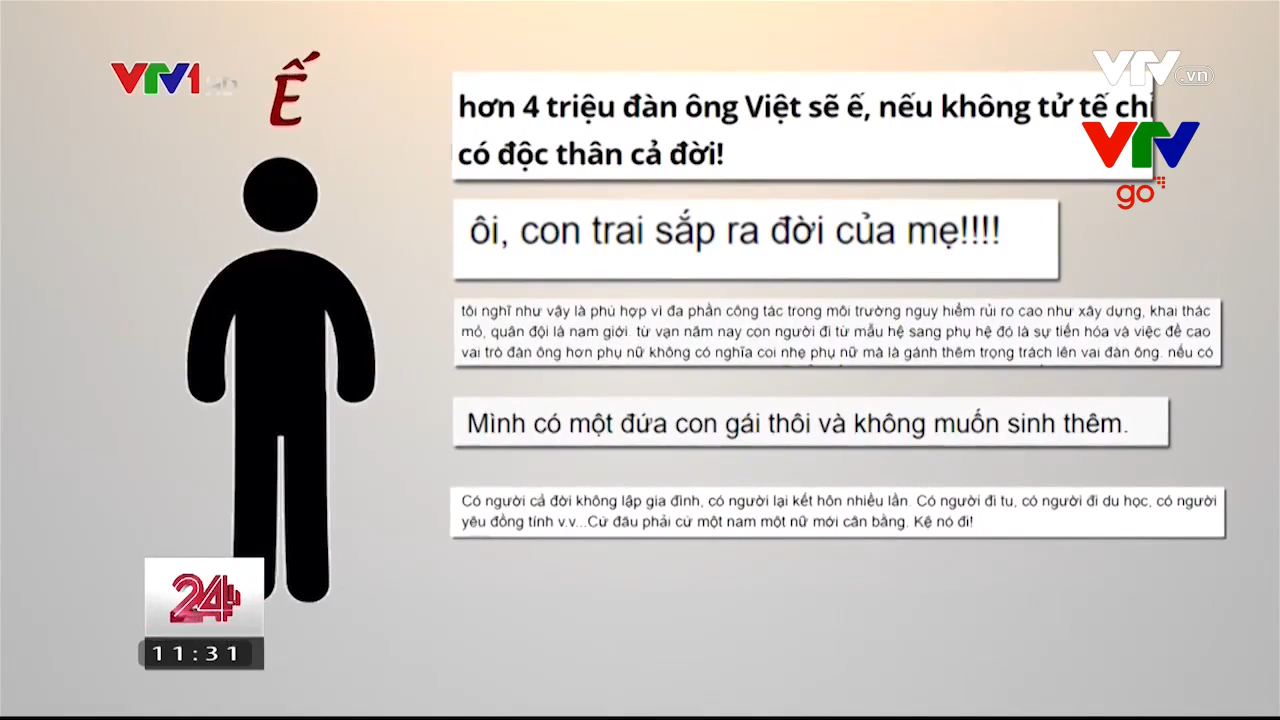 VTV1 HD
Ế
VTV.vn
VTV
go
hơn 4 triệu đàn ông Việt sẽ ế, nếu không tử tế chỉ
có độc thân cả đời!
ôi, con trai sắp ra đời của mẹ!!!!
tôi nghĩ như vậy là phù hợp vì đa phần công tác trong môi trường nguy hiểm rủi ro cao như xây dựng, khai thác
mỏ, quân đội là nam giới từ vạn năm nay con người đi từ mẫu hệ sang phụ hệ đó là sự tiến hóa và việc đề cao
vai trò đàn ông hơn phụ nữ không có nghĩa coi nhẹ phụ nữ mà là gánh thêm trọng trách lên vai đàn ông. nếu có
Mình có một đứa con gái thôi và không muốn sinh thêm.
Có người cả đời không lập gia đình, có người lại kết hôn nhiều lần. Có người đi tu, có người đi du học, có người
yêu đồng tính v.v...Cứ đâu phải cứ một nam một nữ mới cân bằng. Kệ nó đi!
24h
11:31